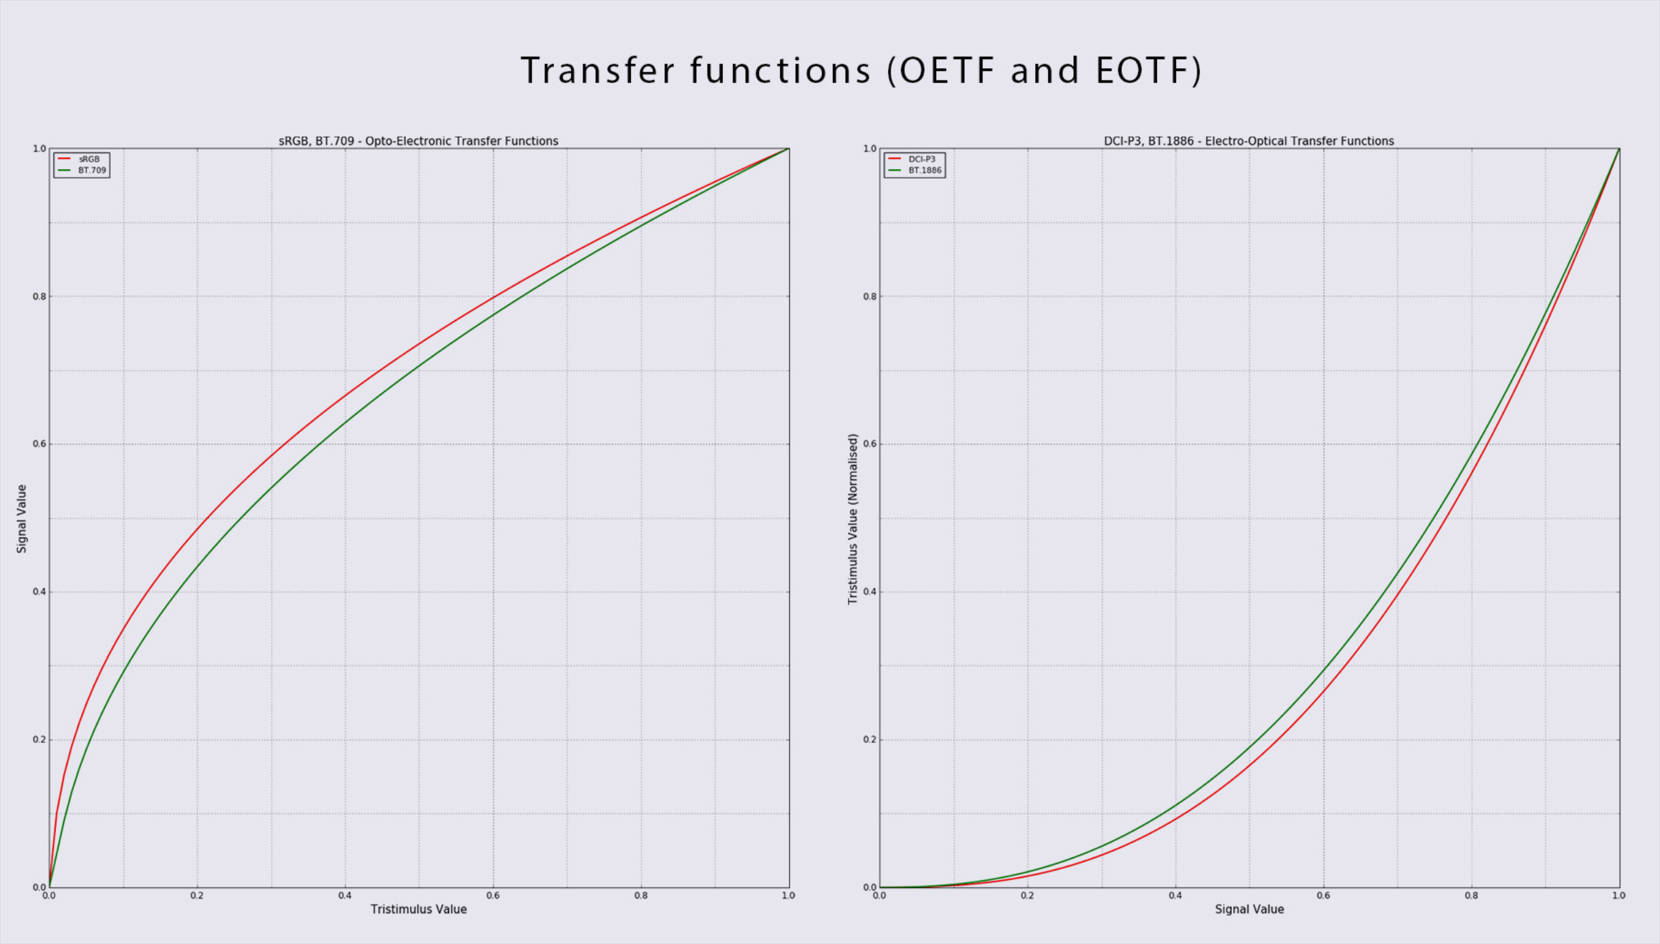 Transfer functions (OETF and EOTF)
sRGB, BT.709 - Opto-Electronic Transfer Functions
sRGB
BT.709
1.0
0.8
0.6
0.4
0.2
0.0
Signal Value
0.0 0.2 0.4 0.6 0.8 1.0
Tristimulus Value
DCI-P3, BT.1886 - Electro-Optical Transfer Functions
DCI-P3
BT.1886
1.0
0.8
0.6
0.4
0.2
0.0
Tristimulus Value (Normalised)
0.0 0.2 0.4 0.6 0.8 1.0
Signal Value